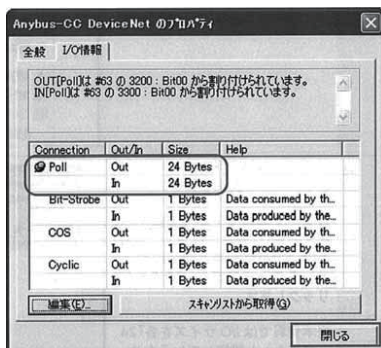 Anybus-CC DeviceNet のプロパティ
全般 I/O情報
OUT[Poll]は #63 の 3200 : Bit00 から割り付けられています。
IN[Poll]は #63 の 3300 : Bit00 から割り付けられています。
Connection Out/In Size Help
Poll Out 24 Bytes
In 24 Bytes
Bit-Strobe Out 1 Bytes Data consumed by th...
In 1 Bytes Data produced by the...
COS Out 1 Bytes Data consumed by th...
In 1 Bytes Data produced by the...
Cyclic Out 1 Bytes Data consumed by th...
In 1 Bytes Data produced by the...
編集(E)... スキャンリストから取得(G)
閉じる